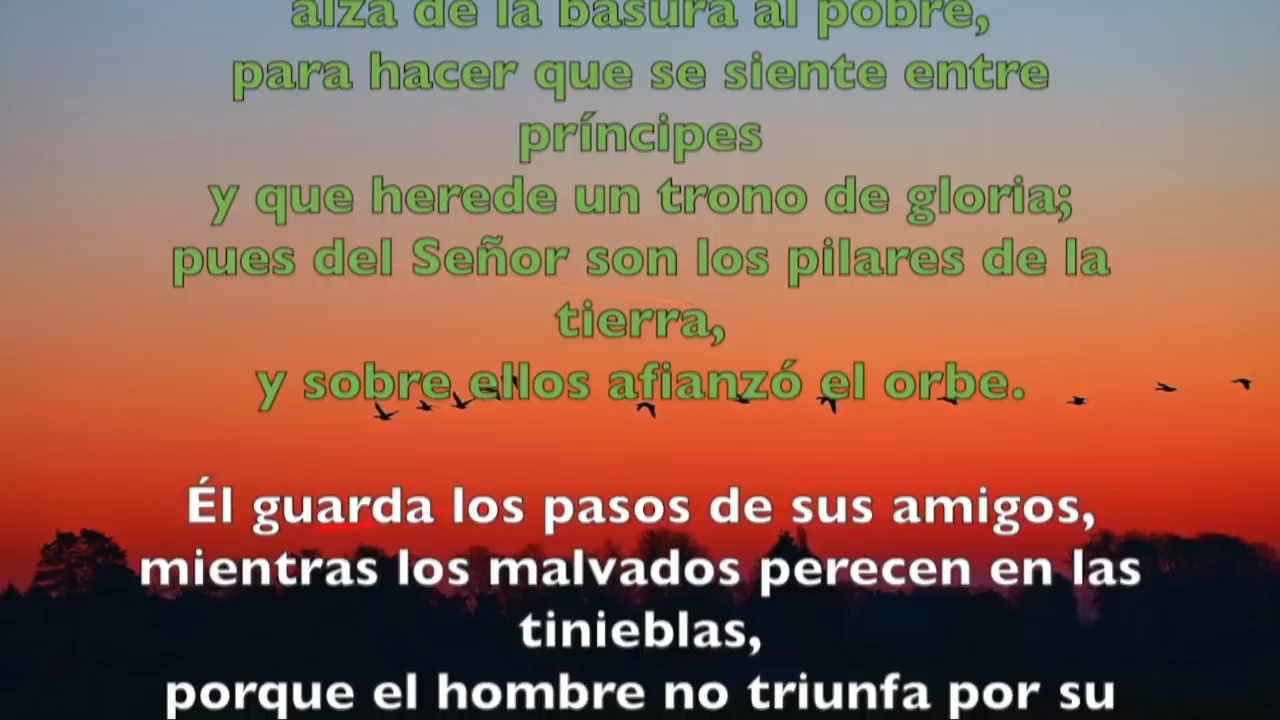 alza de la basura al pobre,
para hacer que se siente entre
príncipes
y que herede un trono de gloria;
pues del Señor son los pilares de la
tierra,
y sobre ellos afianzó el orbe.
Él guarda los pasos de sus amigos,
mientras los malvados perecen en las
tinieblas,
porque el hombre no triunfa por su